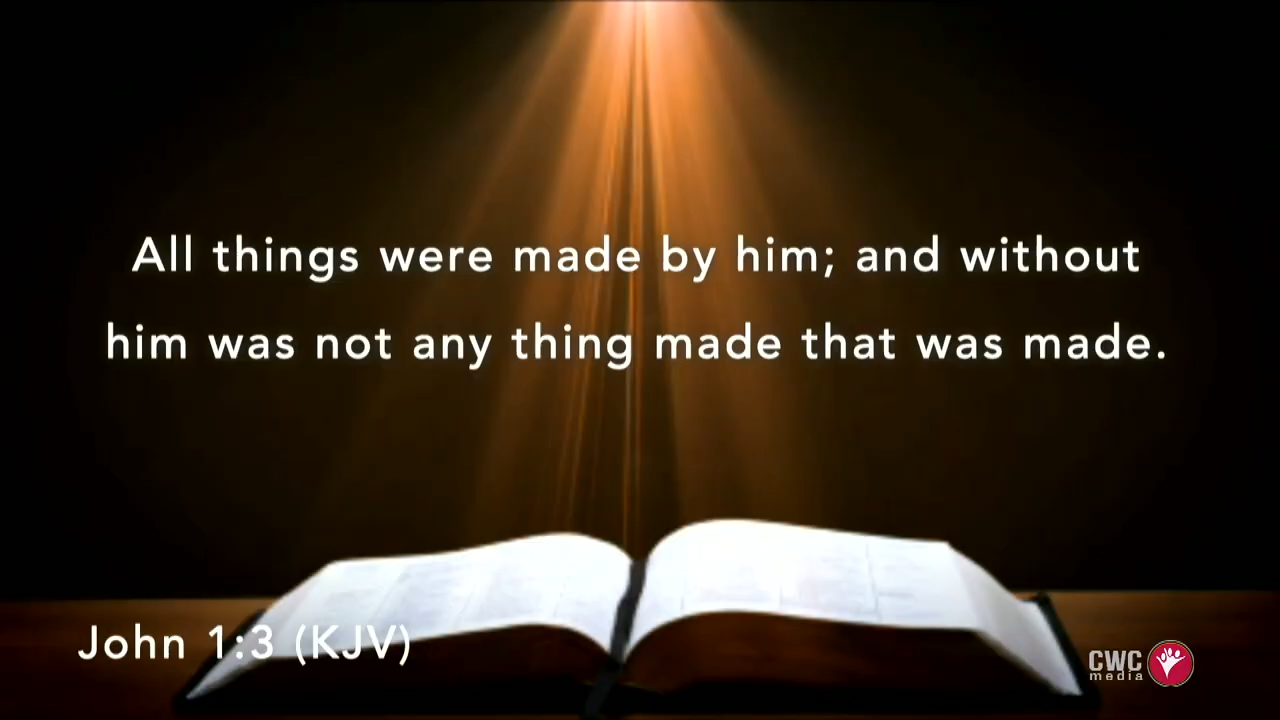 All things were made by him; and without
him was not any thing made that was made.
John 1:3 (KJV)
CWC
media